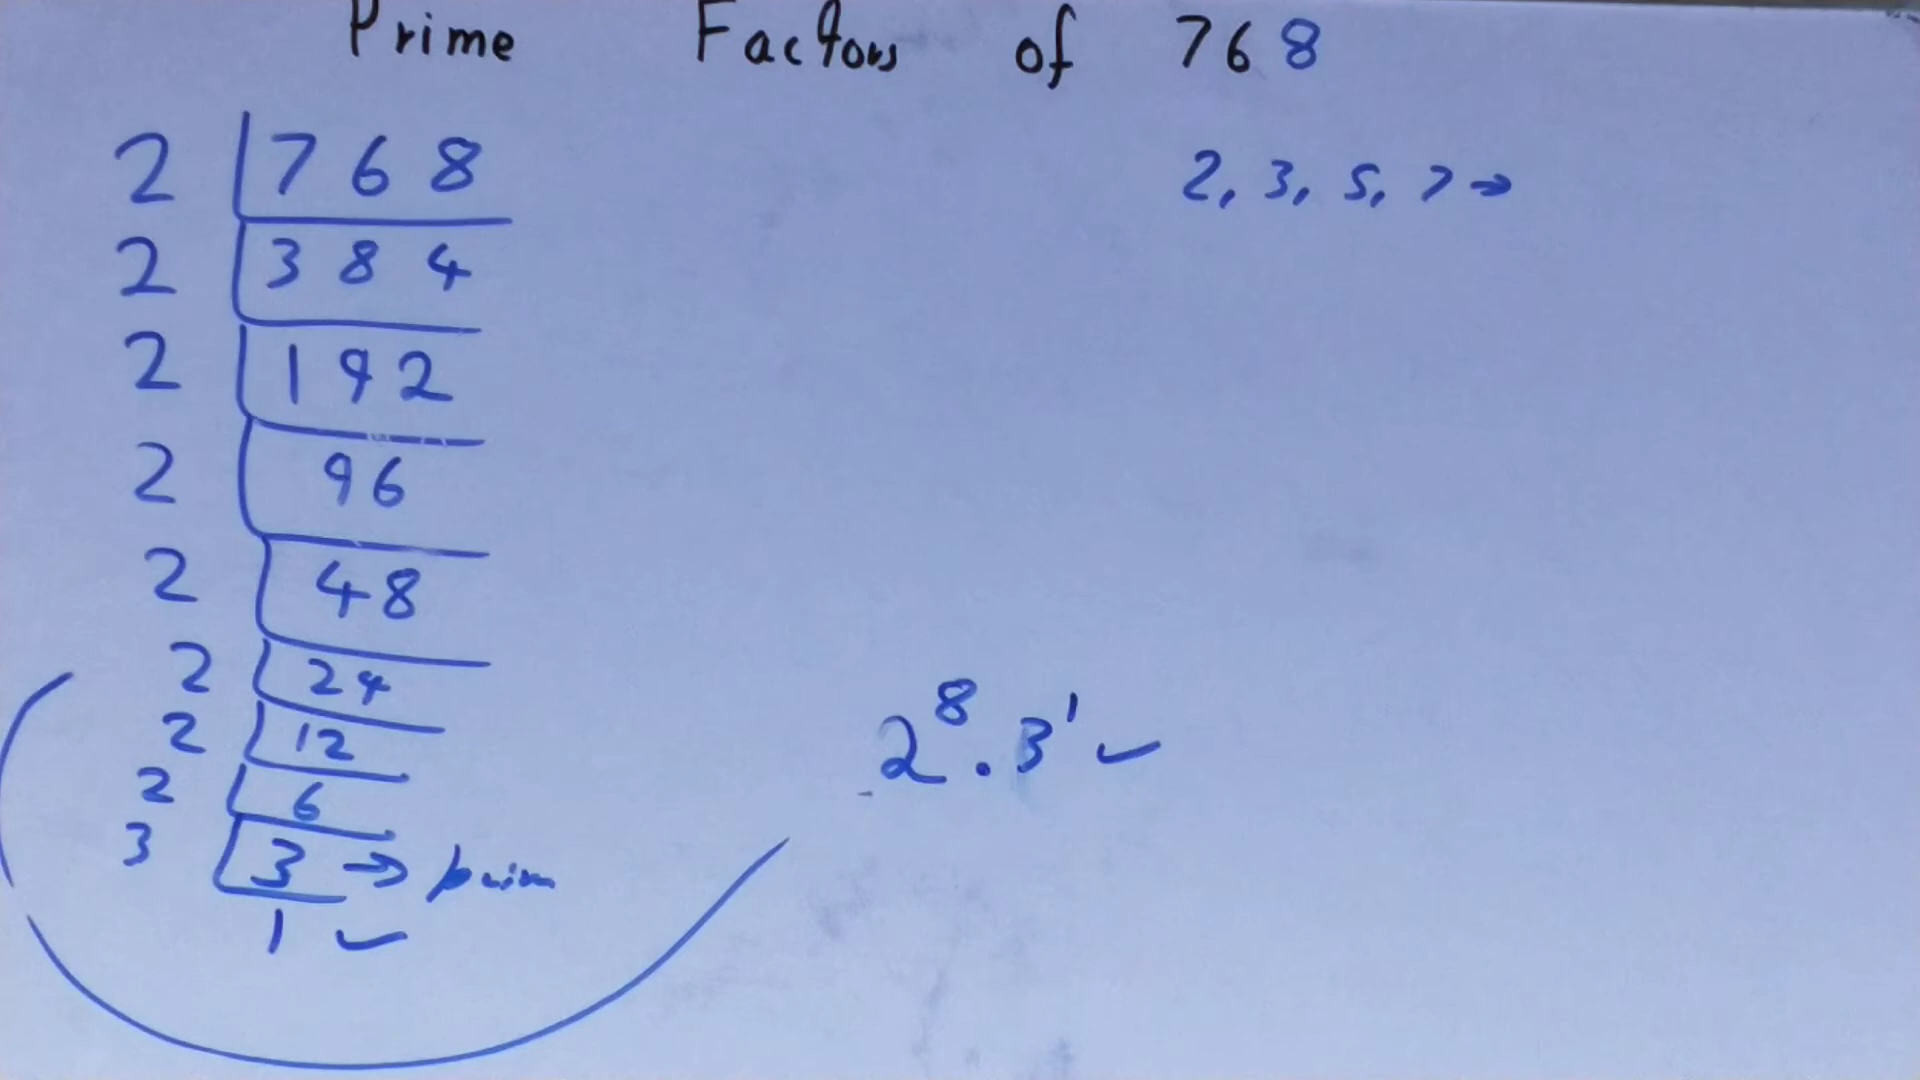 Prime Factors of 768
2 768
2, 3, 5, 7 →
2 384
2 192
2 96
2 48
2 24
2 12
2 6
3 3 → prim
1 ✓
2⁸ . 3¹ ✓